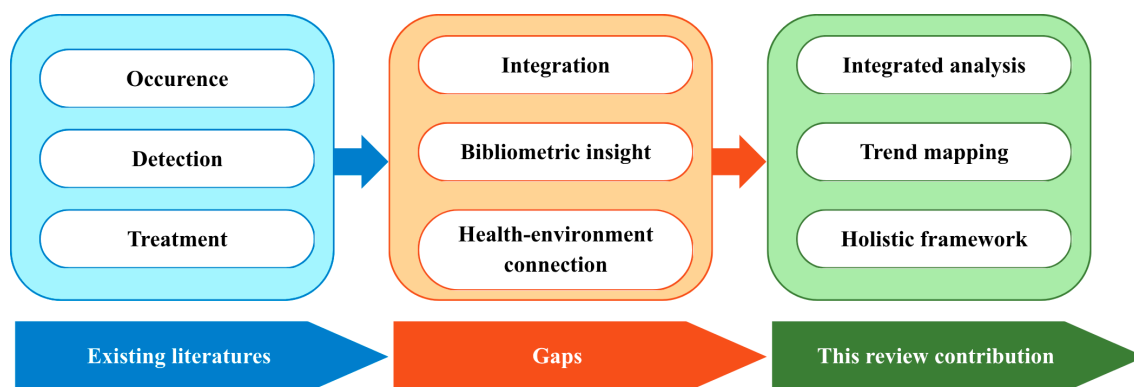 Occurence
Detection
Treatment
Integration
Bibliometric insight
Health-environment
connection
Integrated analysis
Trend mapping
Holistic framework
Existing literatures
Gaps
This review contribution